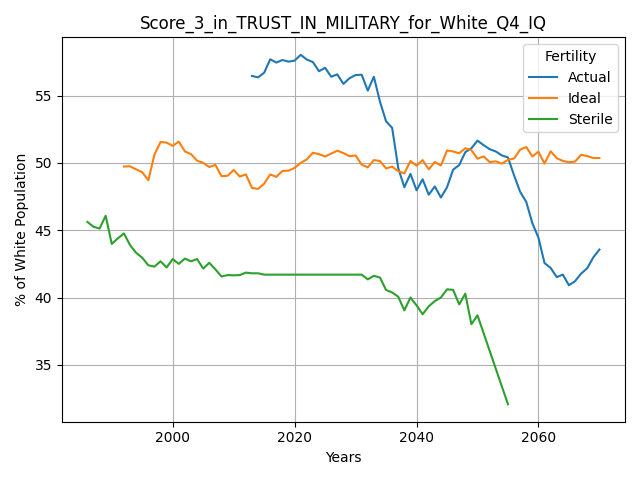 Score_3_in_TRUST_IN_MILITARY_for_White_Q4_IQ
Fertility
Actual
Ideal
Sterile
% of White Population
55
50
45
40
35
2000
2020
2040
2060
Years